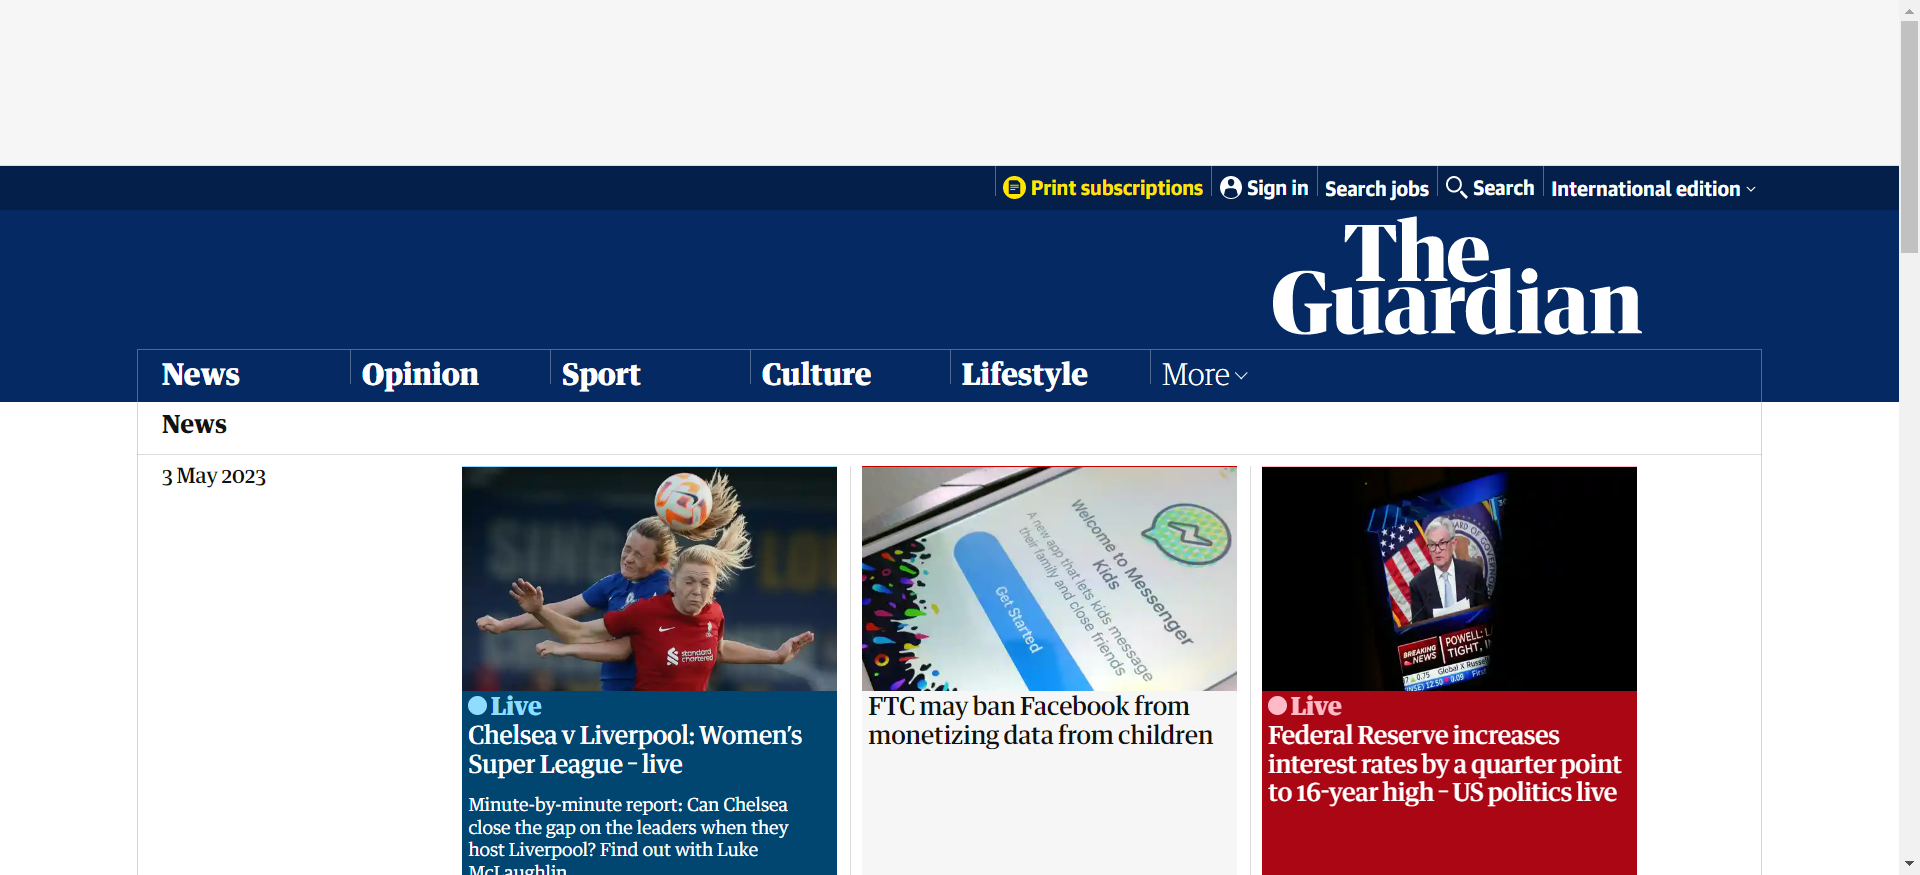 Print subscriptions
Sign in
Search jobs
Search
International edition
The
Guardian
News
Opinion
Sport
Culture
Lifestyle
More
News
3 May 2023
standard
chartered
Live
Chelsea v Liverpool: Women's
Super League – live
Minute-by-minute report: Can Chelsea
close the gap on the leaders when they
host Liverpool? Find out with Luke
McLaughlin
Welcome to Messenger
Kids
A new app that lets kids message
their family and close friends
Get Started
FTC may ban Facebook from
monetizing data from children
BREAKING
NEWS
POWELL:
TIGHT,
Live
Federal Reserve increases
interest rates by a quarter point
to 16-year high – US politics live